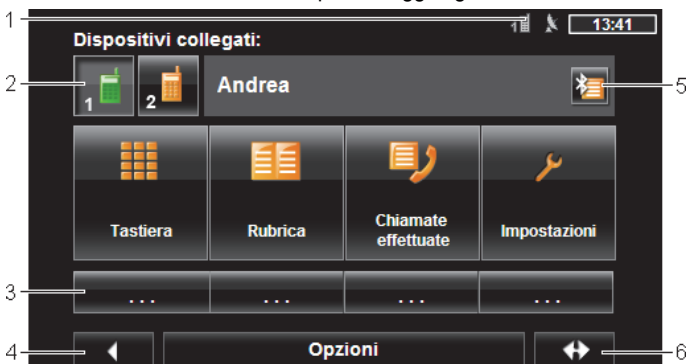 1
1 13:41
Dispositivi collegati:
2
1 2 Andrea
5
Tastiera Rubrica Chiamate effettuate Impostazioni
3
... ... ... ...
4
Opzioni
6